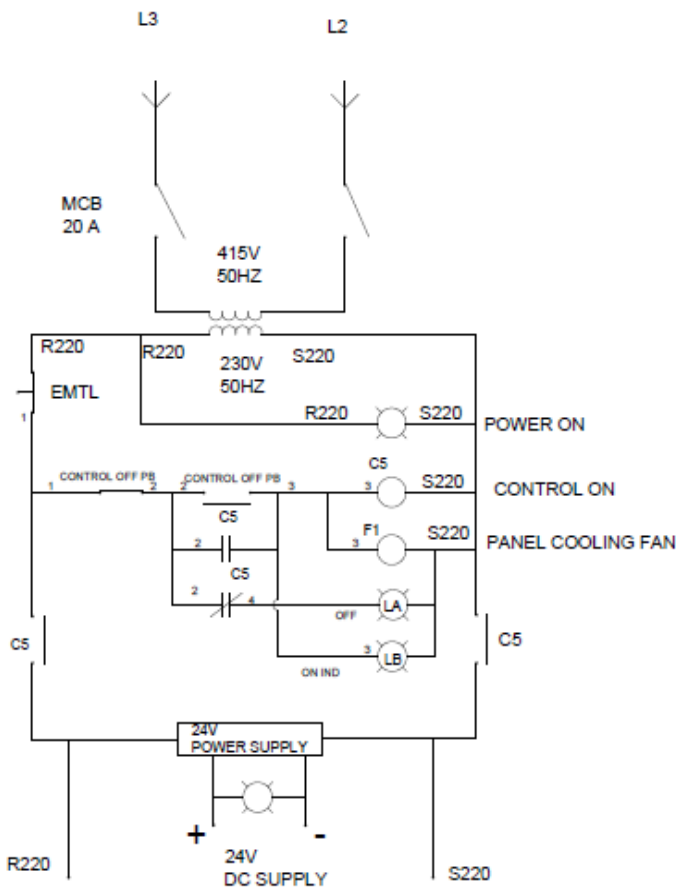 L3 L2
MCB
20 A
415V
50HZ
R220 R220 S220
230V
50HZ
EMTL
1
R220 S220
POWER ON
C5
1 CONTROL OFF PB 2 2 CONTROL OFF PB 3 3 S220
CONTROL ON
C5
F1
2 3 S220
PANEL COOLING FAN
C5
2 4 OFF LA
C5 C5
3 LB
ON IND
24V
POWER SUPPLY
+ -
24V
DC SUPPLY
R220 S220